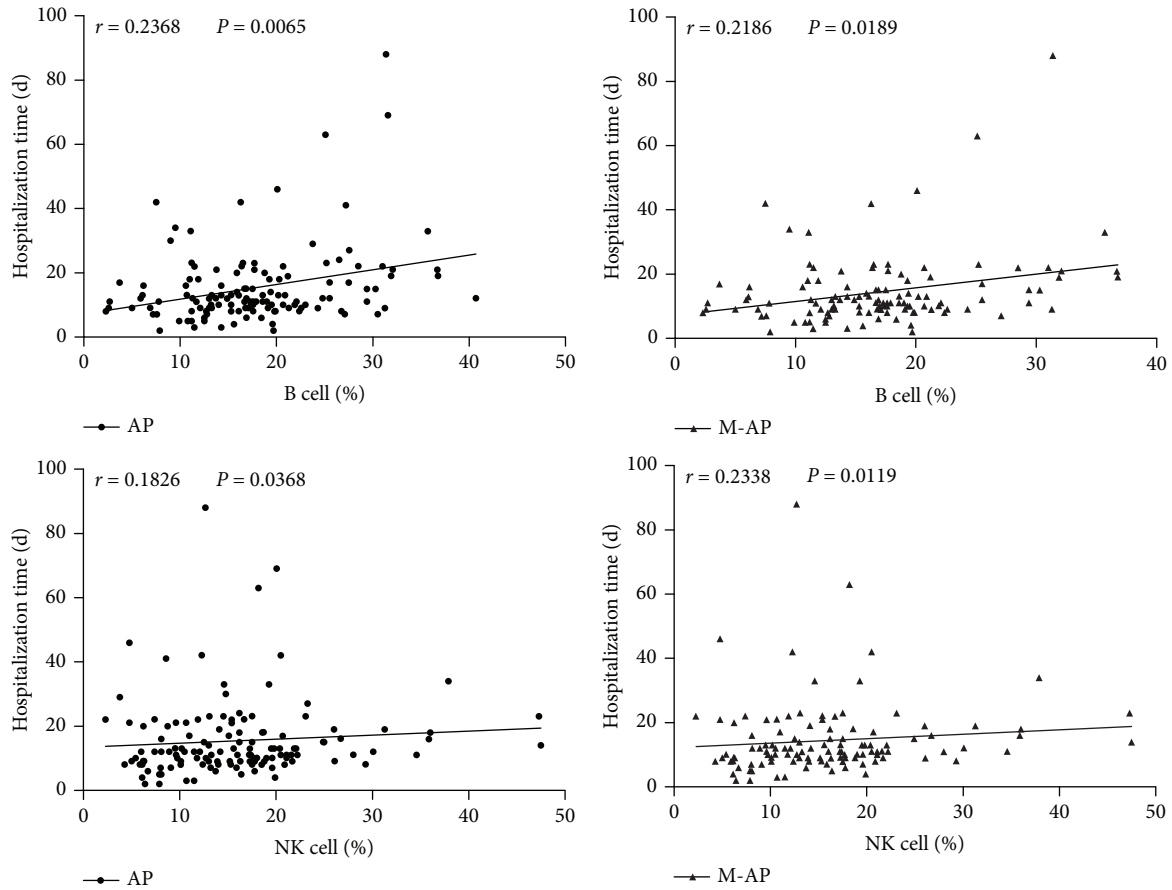 r = 0.2368 P = 0.0065
Hospitalization time (d)
100
80
60
40
20
0
0 10 20 30 40 50
B cell (%)
AP
r = 0.2186 P = 0.0189
Hospitalization time (d)
100
80
60
40
20
0
0 10 20 30 40
B cell (%)
M-AP
r = 0.1826 P = 0.0368
Hospitalization time (d)
100
80
60
40
20
0
0 10 20 30 40 50
NK cell (%)
AP
r = 0.2338 P = 0.0119
Hospitalization time (d)
100
80
60
40
20
0
0 10 20 30 40 50
NK cell (%)
M-AP